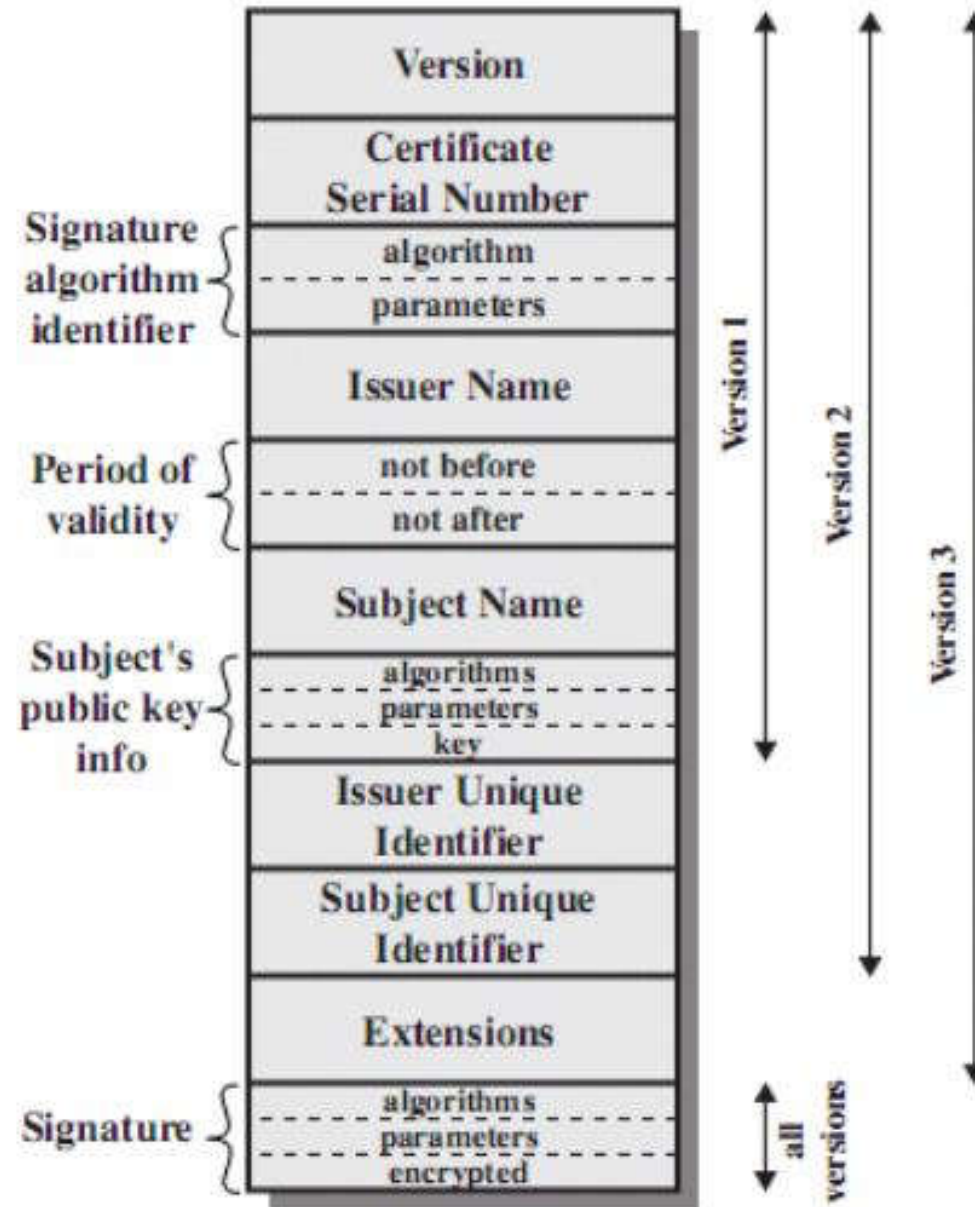 Version
Certificate
Serial Number
Signature
algorithm
identifier
algorithm
parameters
Issuer Name
Period of
validity
not before
not after
Subject Name
Subject's
public key
info
algorithms
parameters
key
Issuer Unique
Identifier
Subject Unique
Identifier
Extensions
Signature
algorithms
parameters
encrypted
Version 1
Version 2
Version 3
all
versions